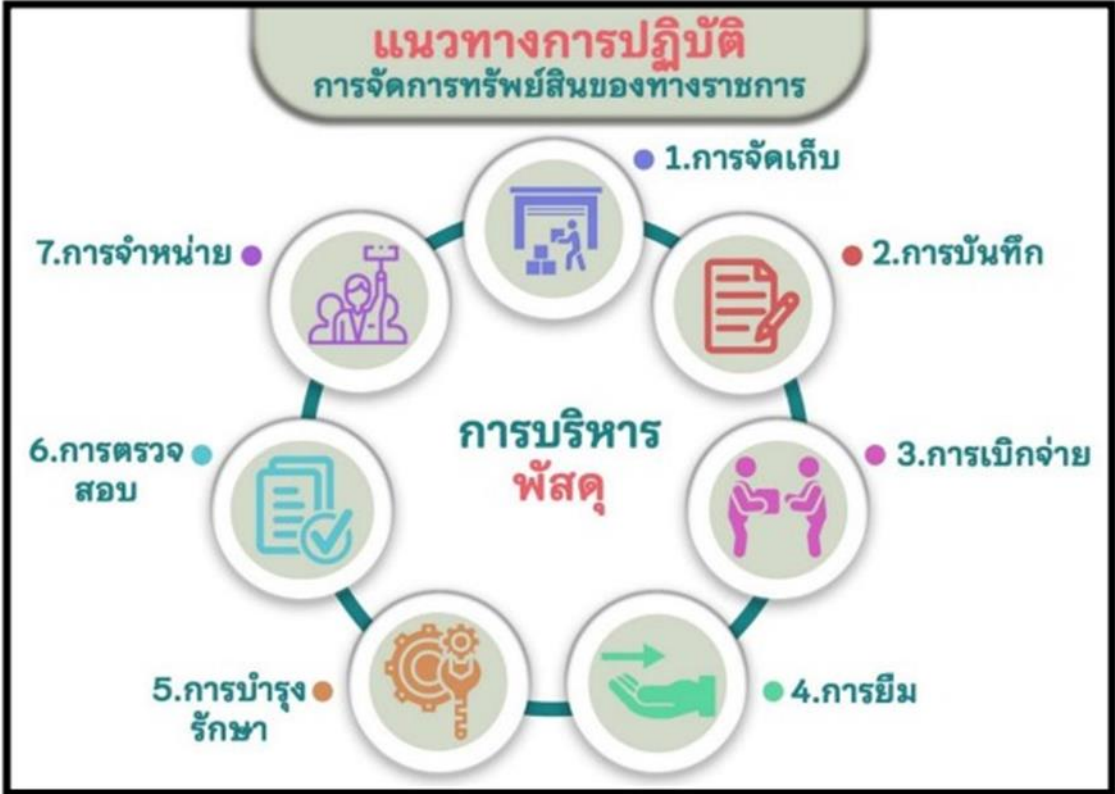 แนวทางการปฏิบัติ
การจัดการทรัพย์สินของทางราชการ
1.การจัดเก็บ
2.การบันทึก
3.การเบิกจ่าย
4.การยืม
5.การบำรุง
รักษา
6.การตรวจ
สอบ
7.การจำหน่าย
การบริหาร
พัสดุ